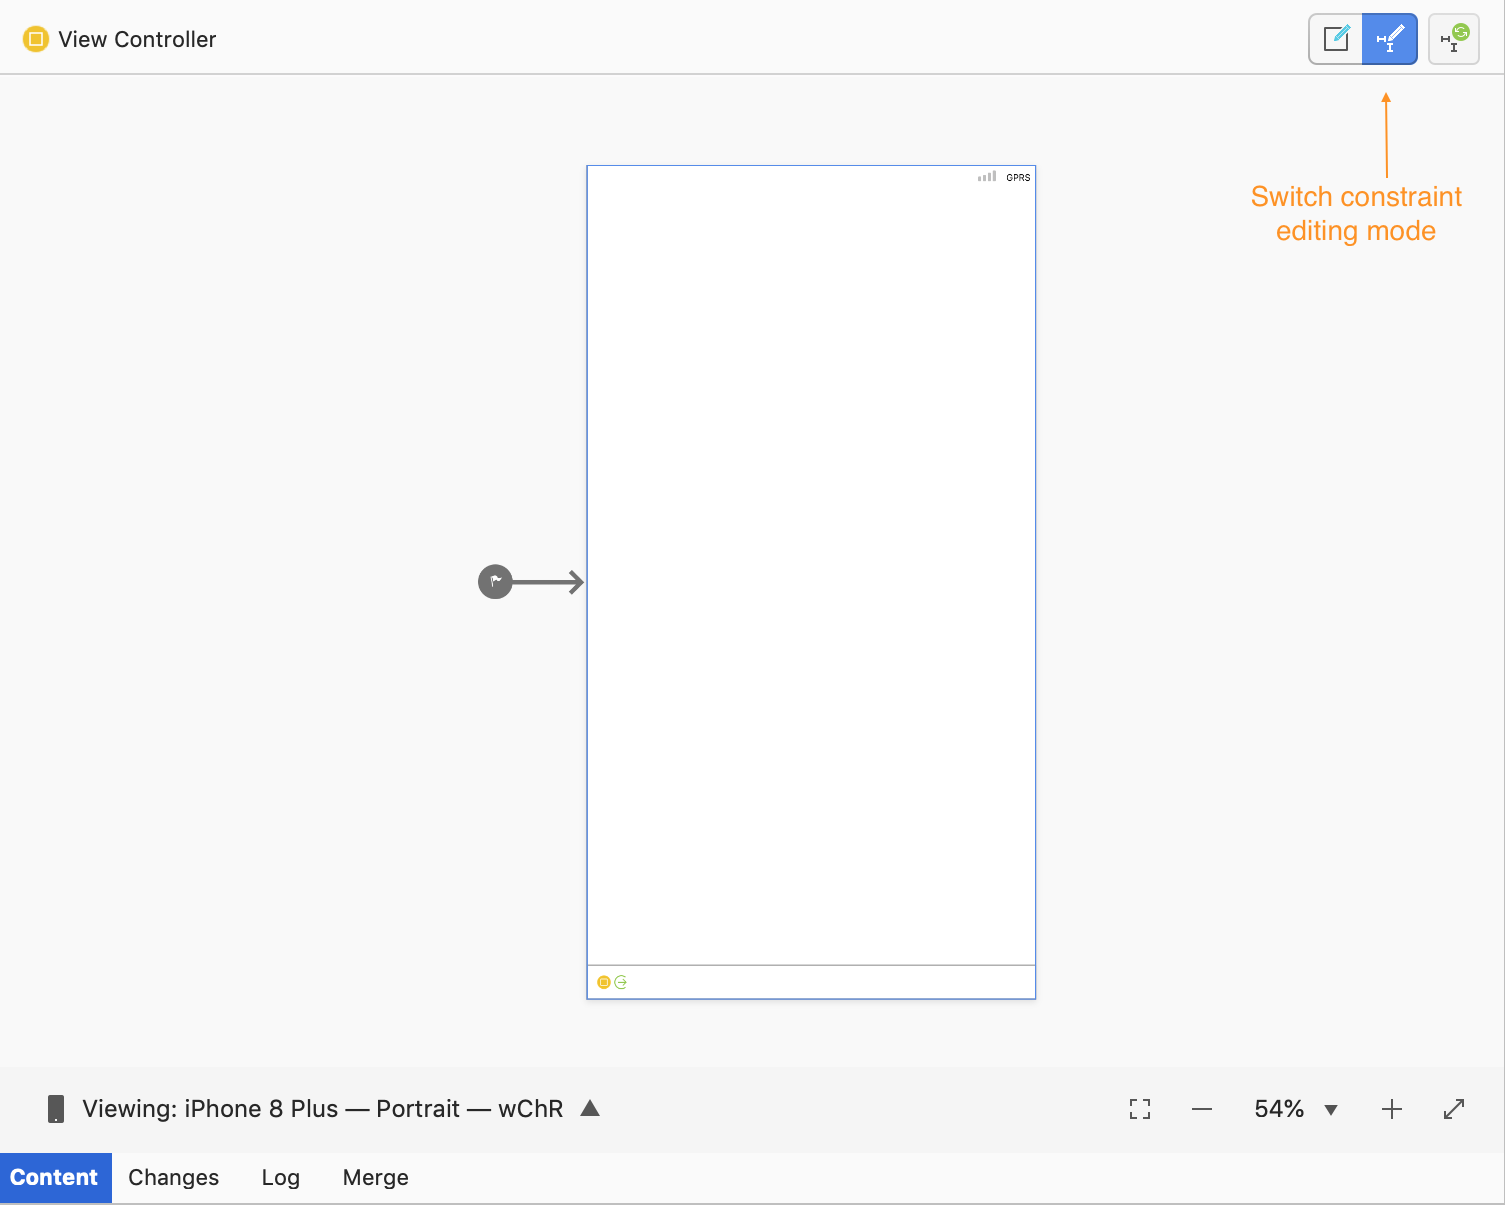 View Controller
GPRS
Switch constraint
editing mode
Viewing: iPhone 8 Plus — Portrait — wChR
54%
Content Changes Log Merge